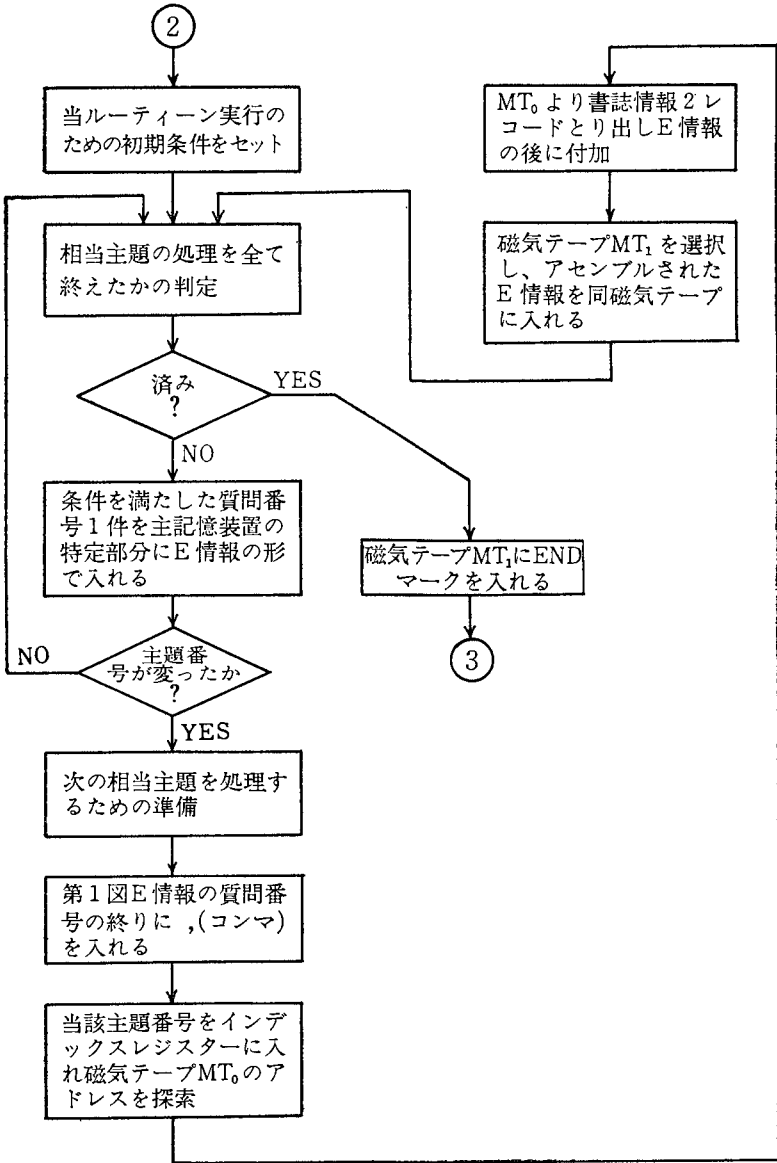 2
当ルーティーン実行の
ための初期条件をセット
相当主題の処理を全て
終えたかの判定
済み
?
YES
NO
条件を満たした質問番
号1件を主記憶装置の
特定部分にE情報の形
で入れる
主題番
号が変ったか
?
NO
YES
次の相当主題を処理す
るための準備
第1図E情報の質問番
号の終りに ,(コンマ)
を入れる
当該主題番号をインデ
ックスレジスターに入
れ磁気テープMT₀のア
ドレスを探索
MT₀より書誌情報2レ
コードとり出しE情報
の後に付加
磁気テープMT₁を選択
し、アセンブルされた
E情報を同磁気テープ
に入れる
磁気テープMT₁にEND
マークを入れる
3